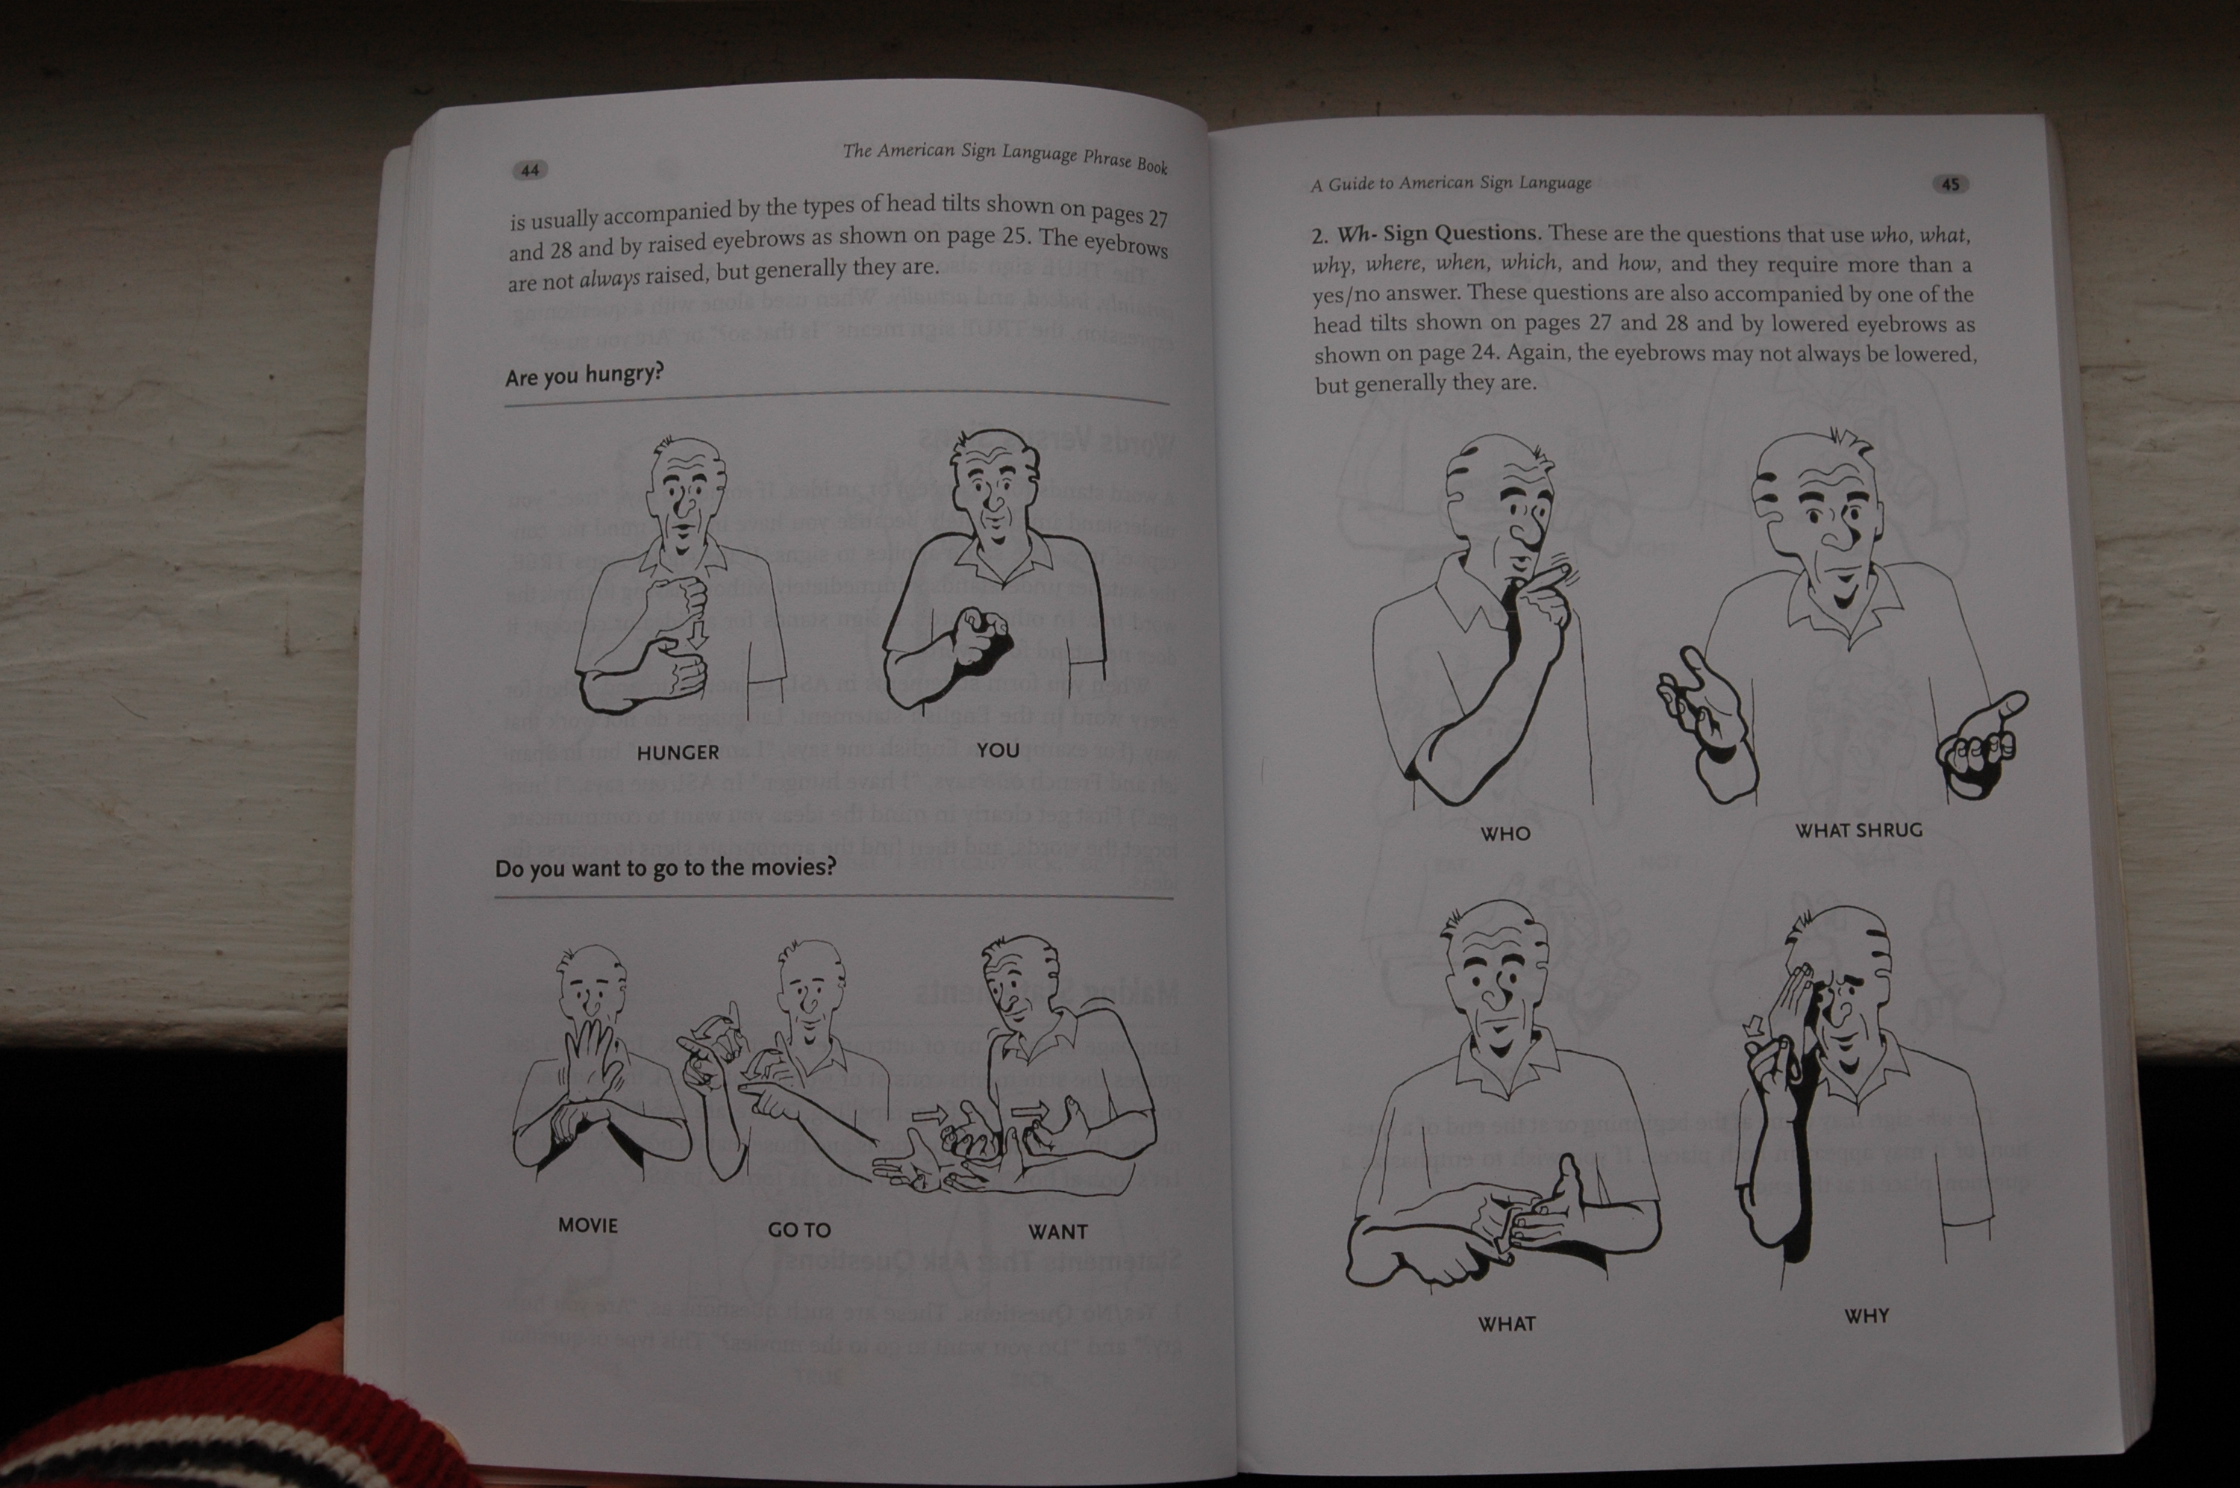 44
The American Sign Language Phrase Book
is usually accompanied by the types of head tilts shown on pages 27
and 28 and by raised eyebrows as shown on page 25. The eyebrows
are not always raised, but generally they are.
Are you hungry?
HUNGER
YOU
Do you want to go to the movies?
MOVIE
GO TO
WANT
A Guide to American Sign Language
45
2. Wh- Sign Questions. These are the questions that use who, what,
why, where, when, which, and how, and they require more than a
yes/no answer. These questions are also accompanied by one of the
head tilts shown on pages 27 and 28 and by lowered eyebrows as
shown on page 24. Again, the eyebrows may not always be lowered,
but generally they are.
WHO
WHAT SHRUG
WHAT
WHY